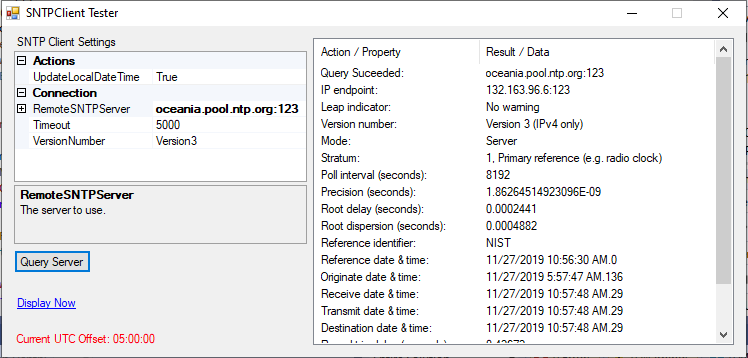 SNTPClient Tester
SNTP Client Settings
Actions
UpdateLocalDateTime True
Connection
RemoteSNTPServer oceania.pool.ntp.org:123
Timeout 5000
VersionNumber Version3
RemoteSNTPServer
The server to use.
Query Server
Display Now
Current UTC Offset: 05:00:00
Action / Property Result / Data
Query Suceeded: oceania.pool.ntp.org:123
IP endpoint: 132.163.96.6:123
Leap indicator: No warning
Version number: Version 3 (IPv4 only)
Mode: Server
Stratum: 1, Primary reference (e.g. radio clock)
Poll interval (seconds): 8192
Precision (seconds): 1.86264514923096E-09
Root delay (seconds): 0.0002441
Root dispersion (seconds): 0.0004882
Reference identifier: NIST
Reference date & time: 11/27/2019 10:56:30 AM.0
Originate date & time: 11/27/2019 5:57:47 AM.136
Receive date & time: 11/27/2019 10:57:48 AM.29
Transmit date & time: 11/27/2019 10:57:48 AM.29
Destination date & time: 11/27/2019 10:57:48 AM.29